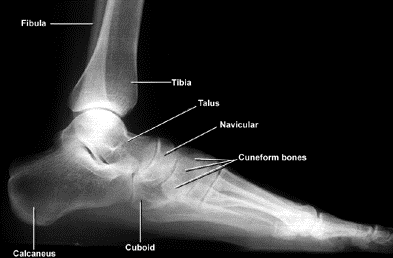 Fibula
Tibia
Talus
Navicular
Cuneform bones
Cuboid
Calcaneus